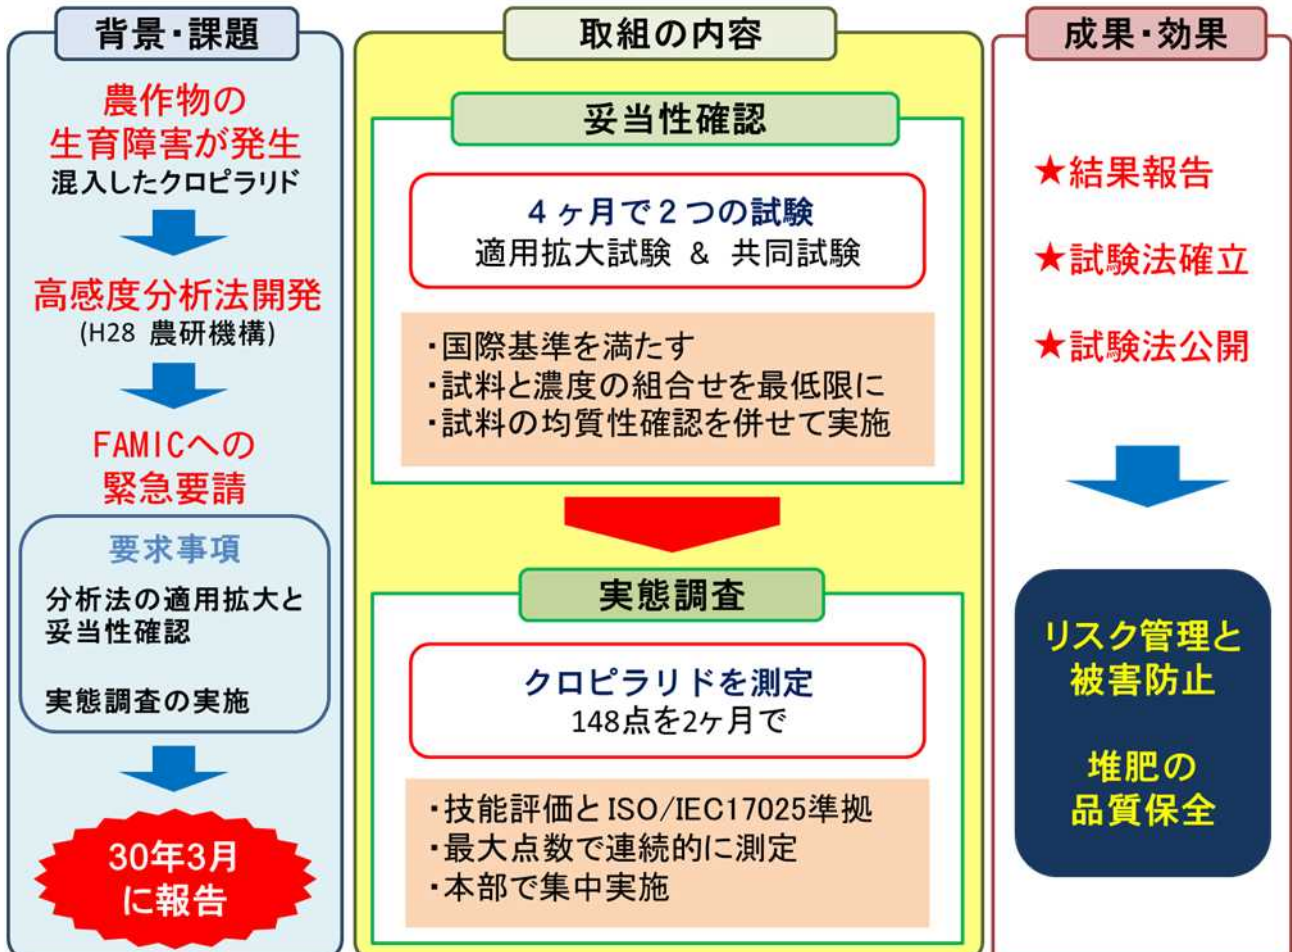 背景・課題
農作物の
生育障害が発生
混入したクロピラリド
高感度分析法開発
(H28 農研機構)
FAMICへの
緊急要請
要求事項
分析法の適用拡大と
妥当性確認
実態調査の実施
30年3月
に報告
取組の内容
妥当性確認
4ヶ月で2つの試験
適用拡大試験 & 共同試験
・国際基準を満たす
・試料と濃度の組合せを最低限に
・試料の均質性確認を併せて実施
実態調査
クロピラリドを測定
148点を2ヶ月で
・技能評価とISO/IEC17025準拠
・最大点数で連続的に測定
・本部で集中実施
成果・効果
★結果報告
★試験法確立
★試験法公開
リスク管理と
被害防止
堆肥の
品質保全